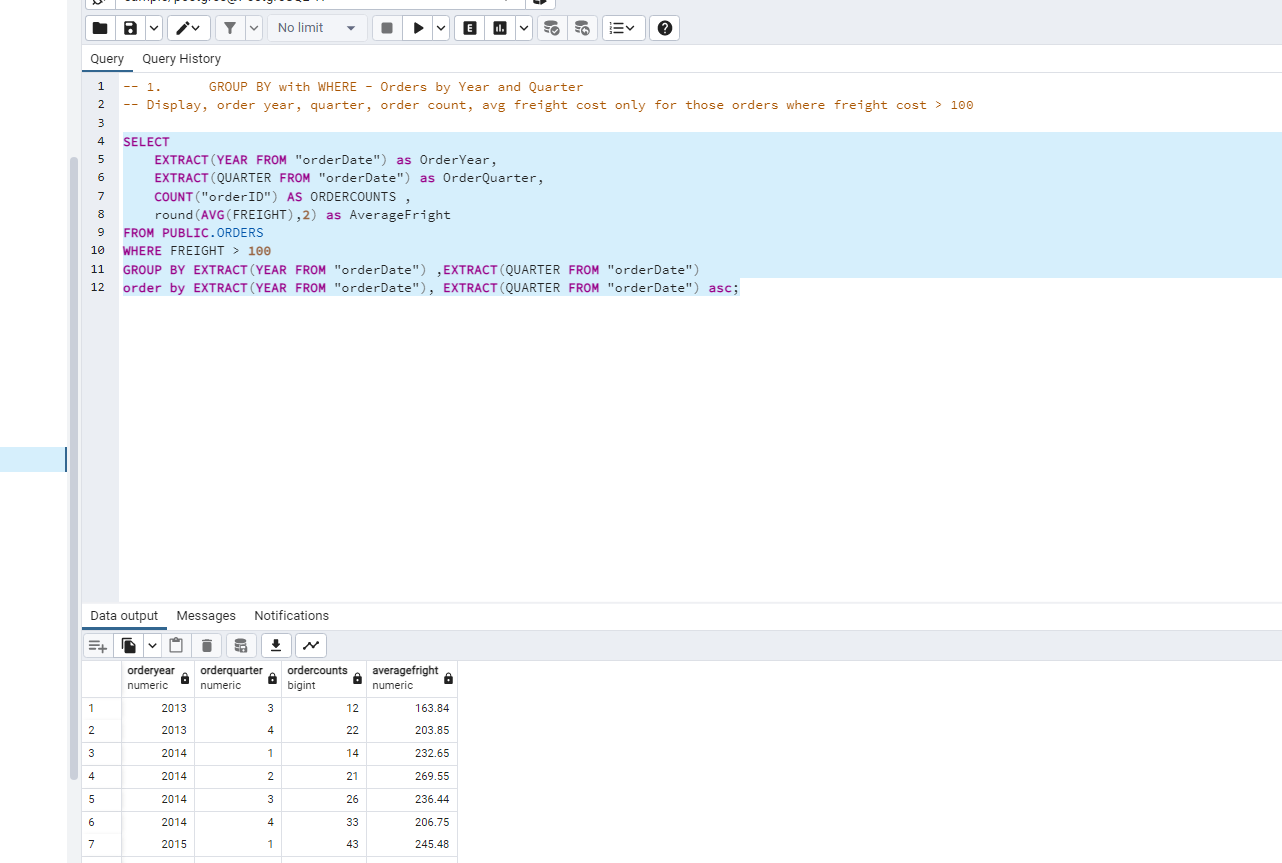 No limit
Query Query History
1 -- 1. GROUP BY with WHERE - Orders by Year and Quarter
2 -- Display, order year, quarter, order count, avg freight cost only for those orders where freight cost > 100
3
4 SELECT
5 EXTRACT(YEAR FROM "orderDate") as OrderYear,
6 EXTRACT(QUARTER FROM "orderDate") as OrderQuarter,
7 COUNT("orderID") AS ORDERCOUNTS ,
8 round(AVG(FREIGHT),2) as AverageFright
9 FROM PUBLIC.ORDERS
10 WHERE FREIGHT > 100
11 GROUP BY EXTRACT(YEAR FROM "orderDate") ,EXTRACT(QUARTER FROM "orderDate")
12 order by EXTRACT(YEAR FROM "orderDate"), EXTRACT(QUARTER FROM "orderDate") asc;
Data output Messages Notifications
orderyear orderquarter ordercounts averagefright
numeric numeric bigint numeric
1 2013 3 12 163.84
2 2013 4 22 203.85
3 2014 1 14 232.65
4 2014 2 21 269.55
5 2014 3 26 236.44
6 2014 4 33 206.75
7 2015 1 43 245.48